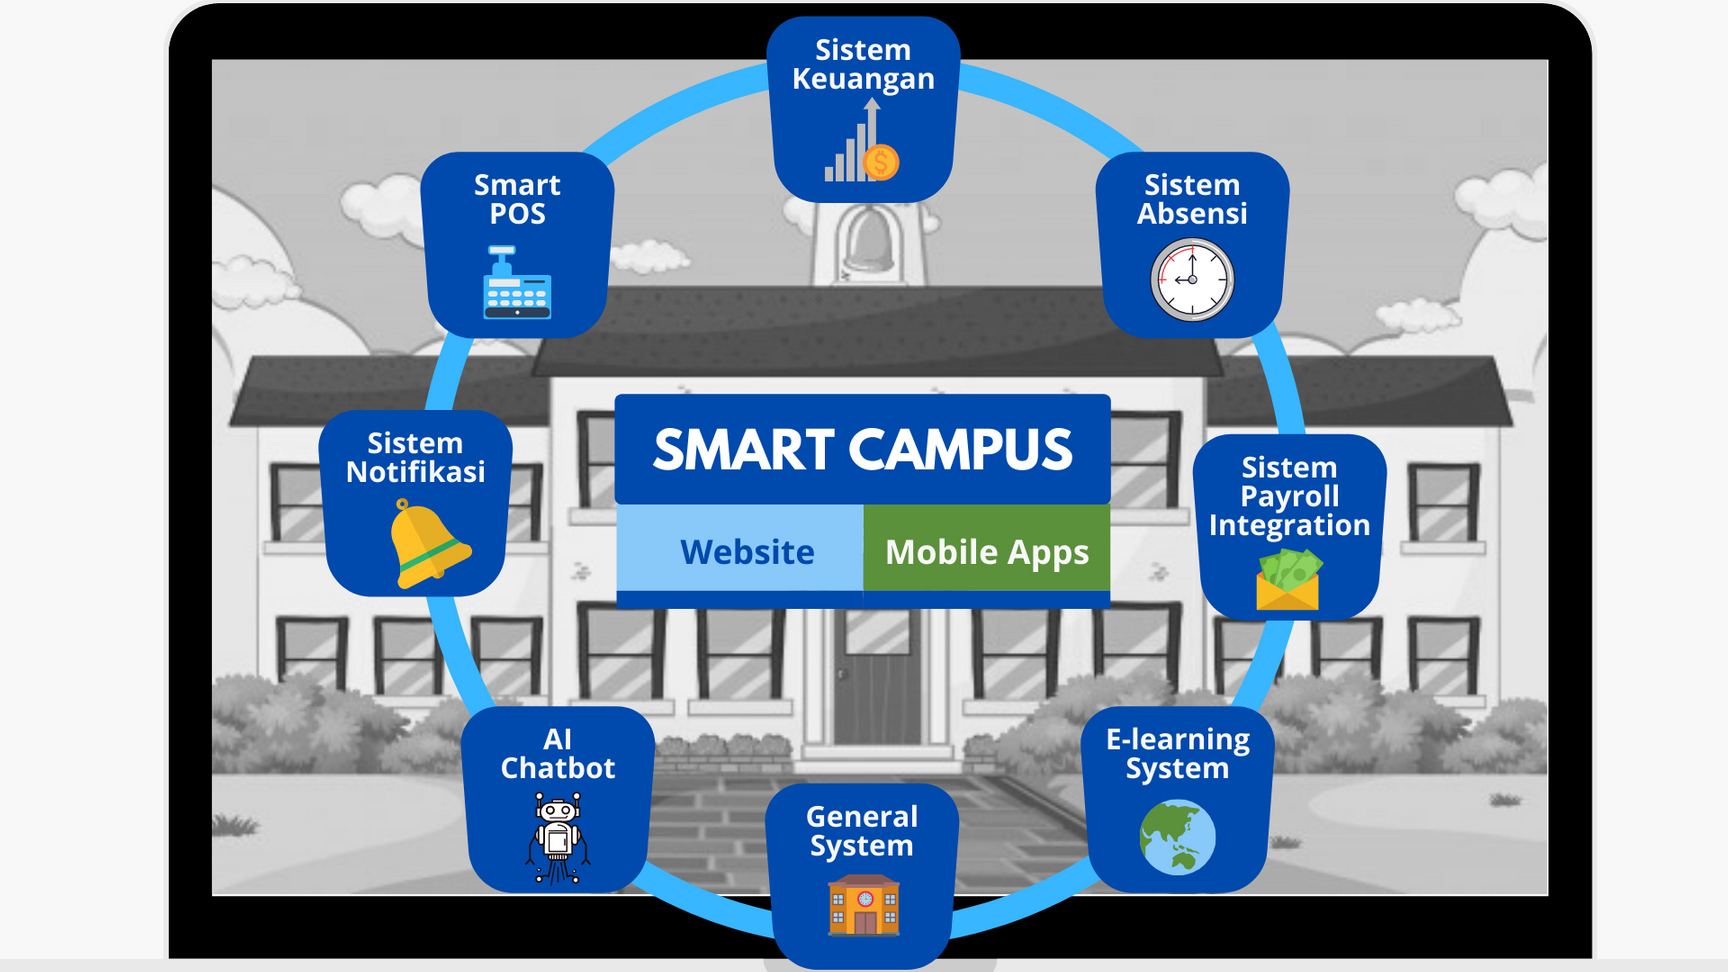 Sistem
Keuangan
Smart
POS
Sistem
Absensi
Sistem
Notifikasi
SMART CAMPUS
Website
Mobile Apps
Sistem
Payroll
Integration
AI
Chatbot
E-learning
System
General
System